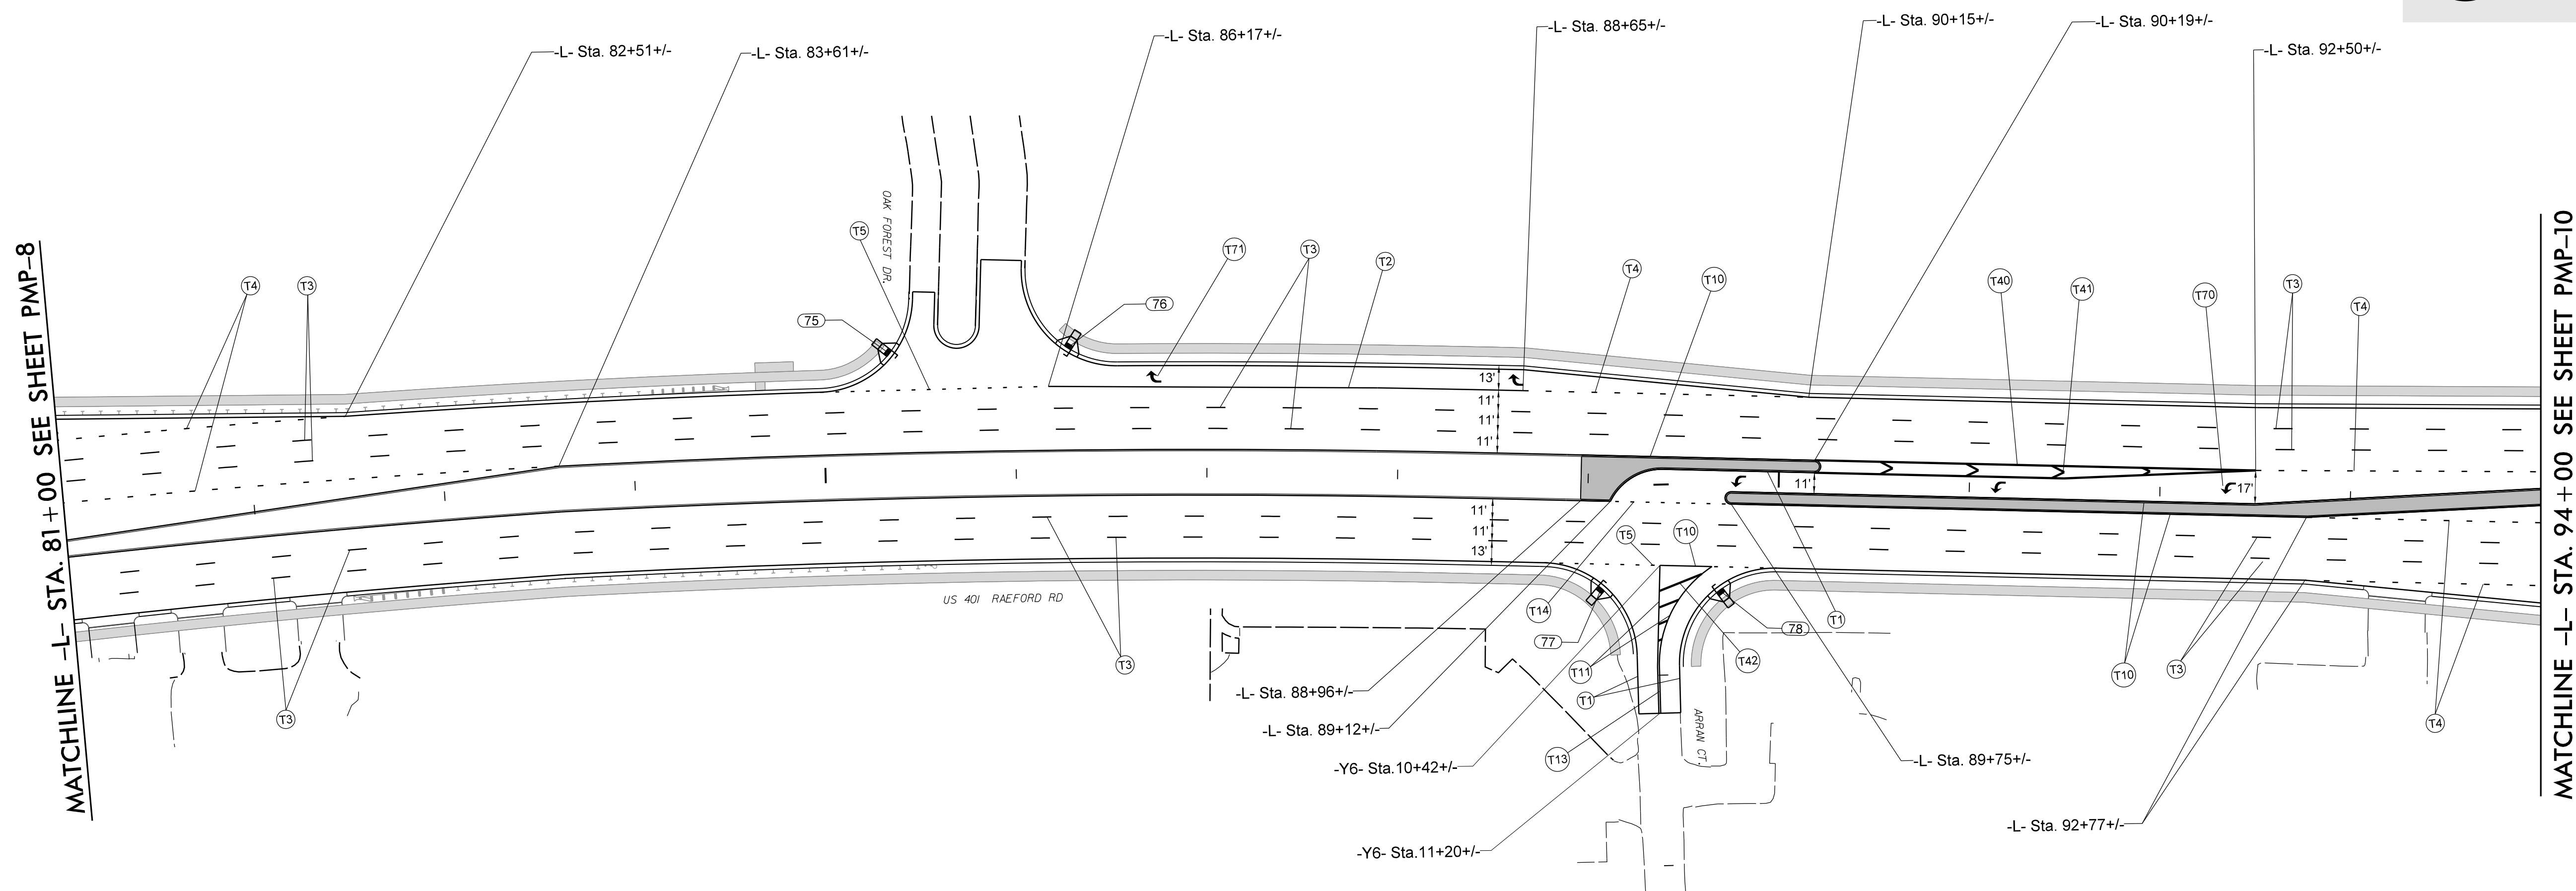 -L- Sta. 82+51+/-
-L- Sta. 83+61+/-
-L- Sta. 86+17+/-
-L- Sta. 88+65+/-
-L- Sta. 90+15+/-
-L- Sta. 90+19+/-
-L- Sta. 92+50+/-
MATCHLINE -L- STA. 81+00 SEE SHEET PMP-8
MATCHLINE -L- STA. 94+00 SEE SHEET PMP-10
OAK FOREST DR.
T4
T3
T5
T71
T3
T2
T4
T10
T40
T41
T70
T3
T4
75
76
13'
11'
11'
11'
11'
17'
11'
11'
13'
T5
T10
US 401 RAEFORD RD
T14
77
78
T1
T11
T42
T1
T3
T3
T10
T3
T4
T13
ARRAN CT.
-L- Sta. 88+96+/-
-L- Sta. 89+12+/-
-Y6- Sta.10+42+/-
-Y6- Sta.11+20+/-
-L- Sta. 89+75+/-
-L- Sta. 92+77+/-